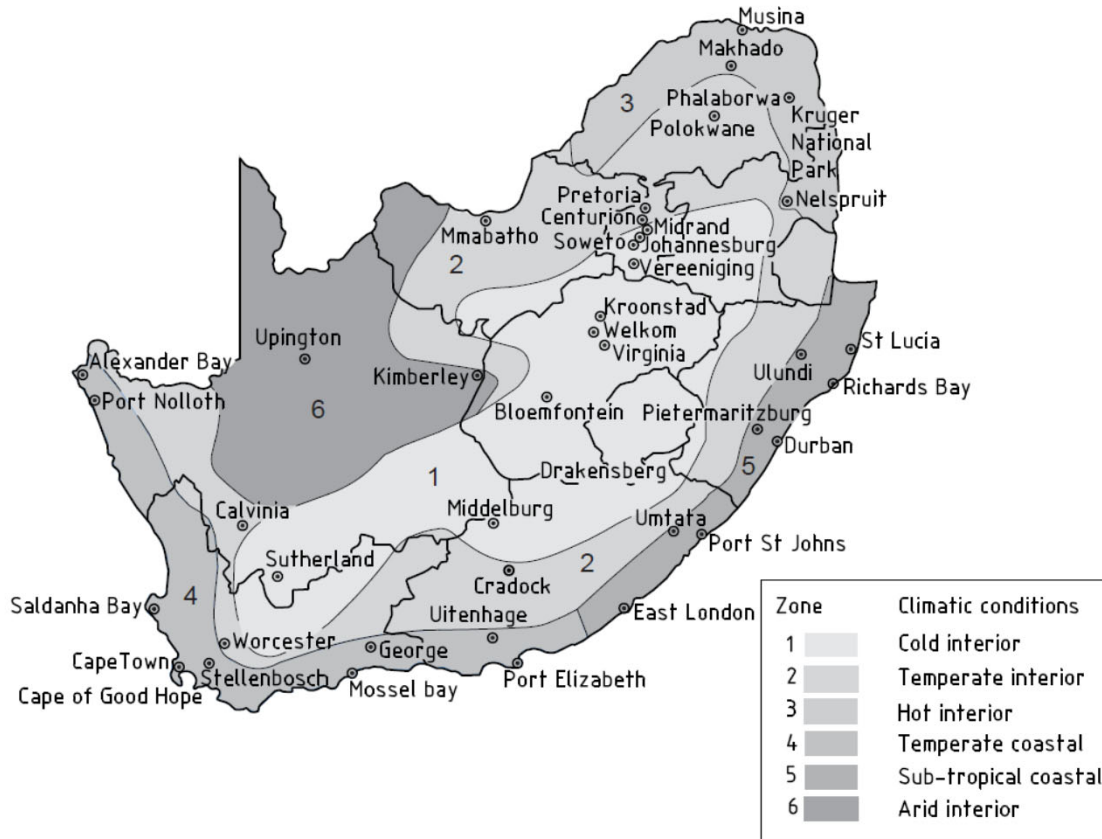 Musina
Makhado
3
Phalaborwa
Kruger
National
Park
Polokwane
Pretoria
Nelspruit
Centurion
Mmabatho
Midrand
Soweto
Johannesburg
2
Vereeniging
Kroonstad
Upington
Welkom
St Lucia
Alexander Bay
Virginia
Ulundi
Kimberley
Richards Bay
Port Nolloth
6
Bloemfontein
Pietermaritzburg
Durban
5
Drakensberg
1
Middelburg
Calvinia
Umtata
Port St Johns
Sutherland
2
Cradock
4
Saldanha Bay
Uitenhage
East London
Worcester
George
CapeTown
Stellenbosch
Port Elizabeth
Mossel bay
Cape of Good Hope
Zone Climatic conditions
1 Cold interior
2 Temperate interior
3 Hot interior
4 Temperate coastal
5 Sub-tropical coastal
6 Arid interior